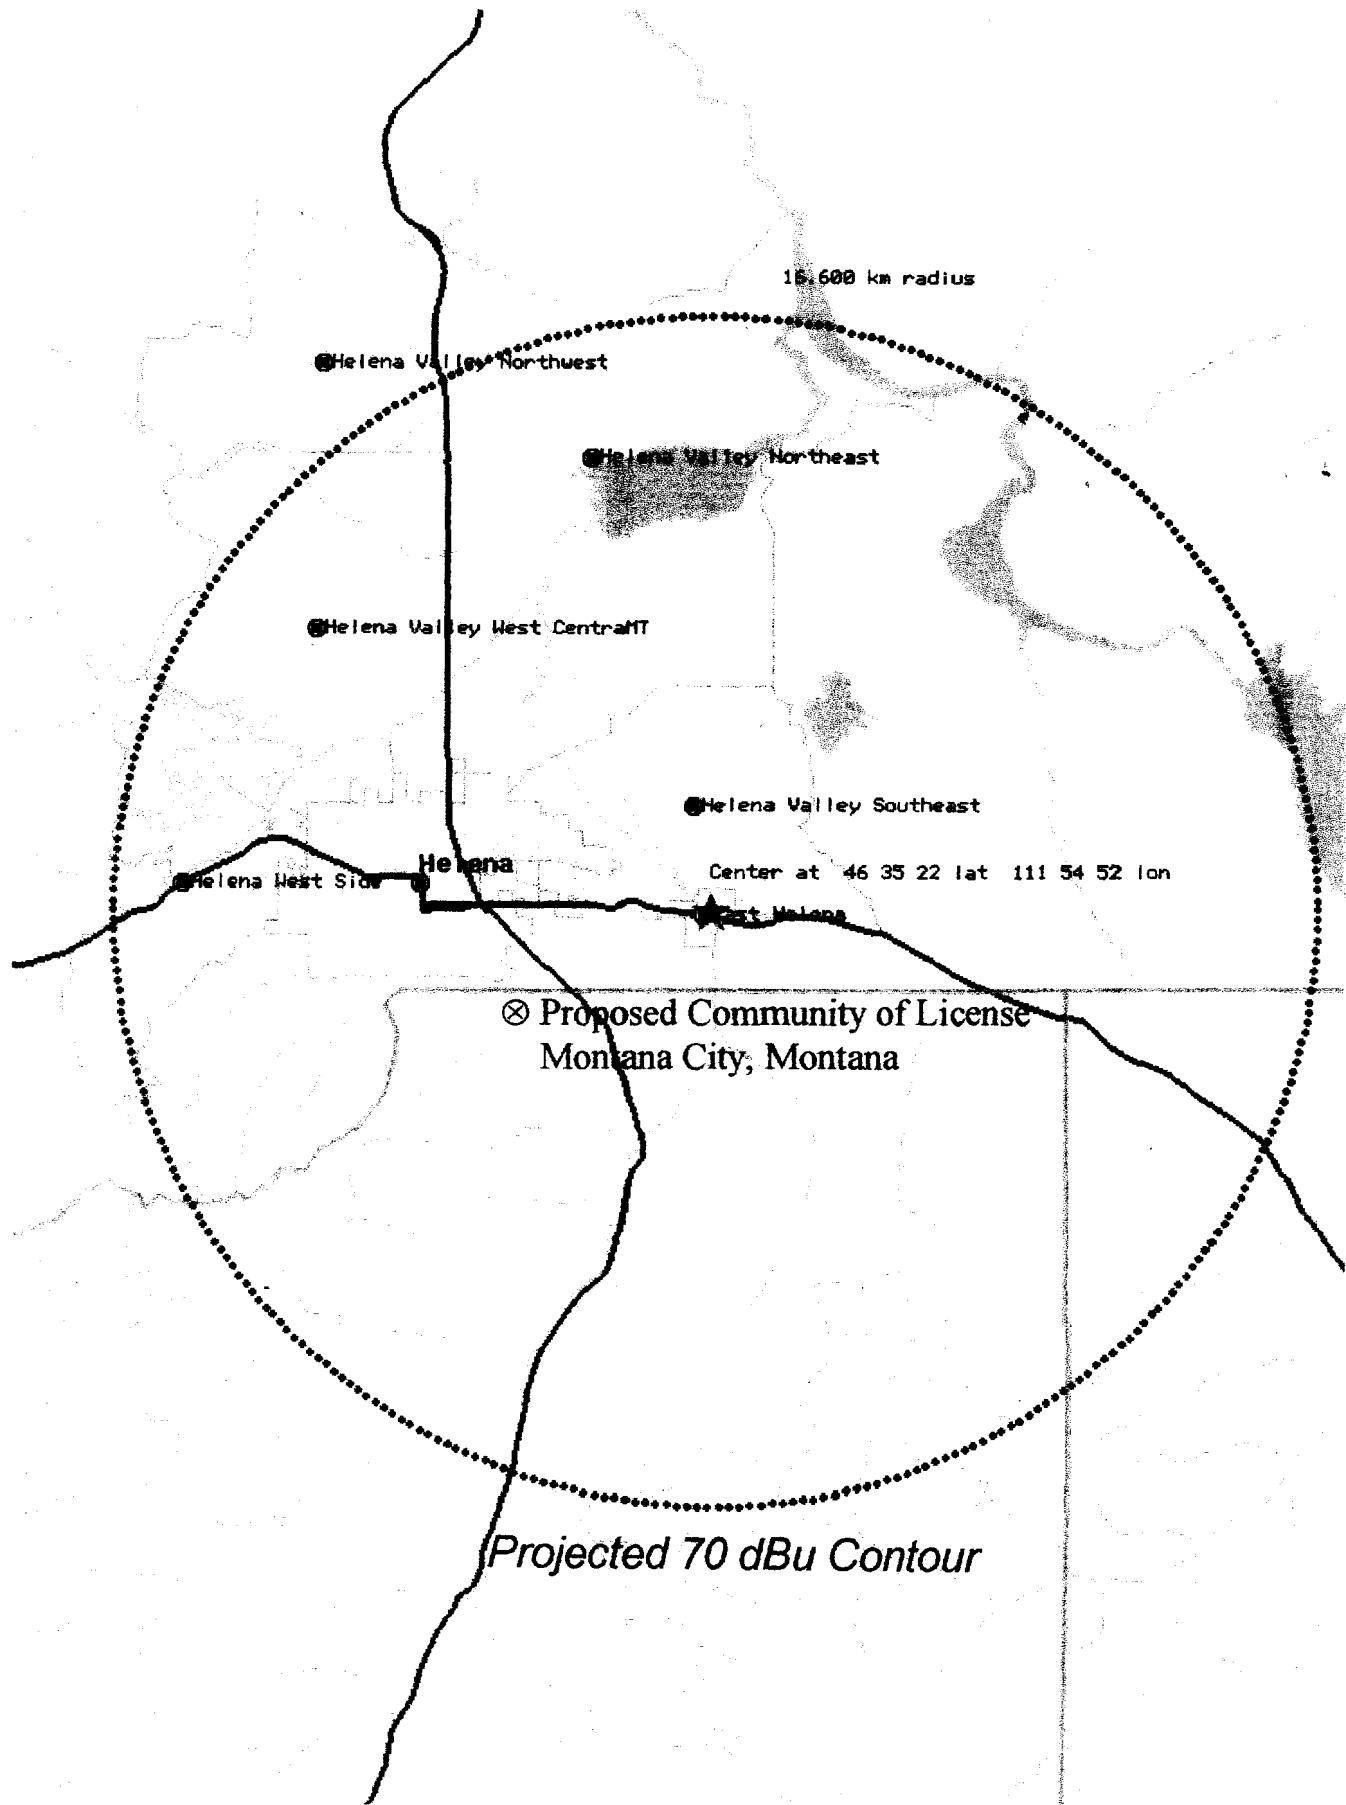 16.600 km radius
Helena Valley Northwest
Helena Valley Northeast
Helena Valley West CentraMT
Helena Valley Southeast
Helena
Center at 46 35 22 lat 111 54 52 lon
Helena West Side
East Helena
⊗ Proposed Community of License
Montana City, Montana
Projected 70 dBu Contour